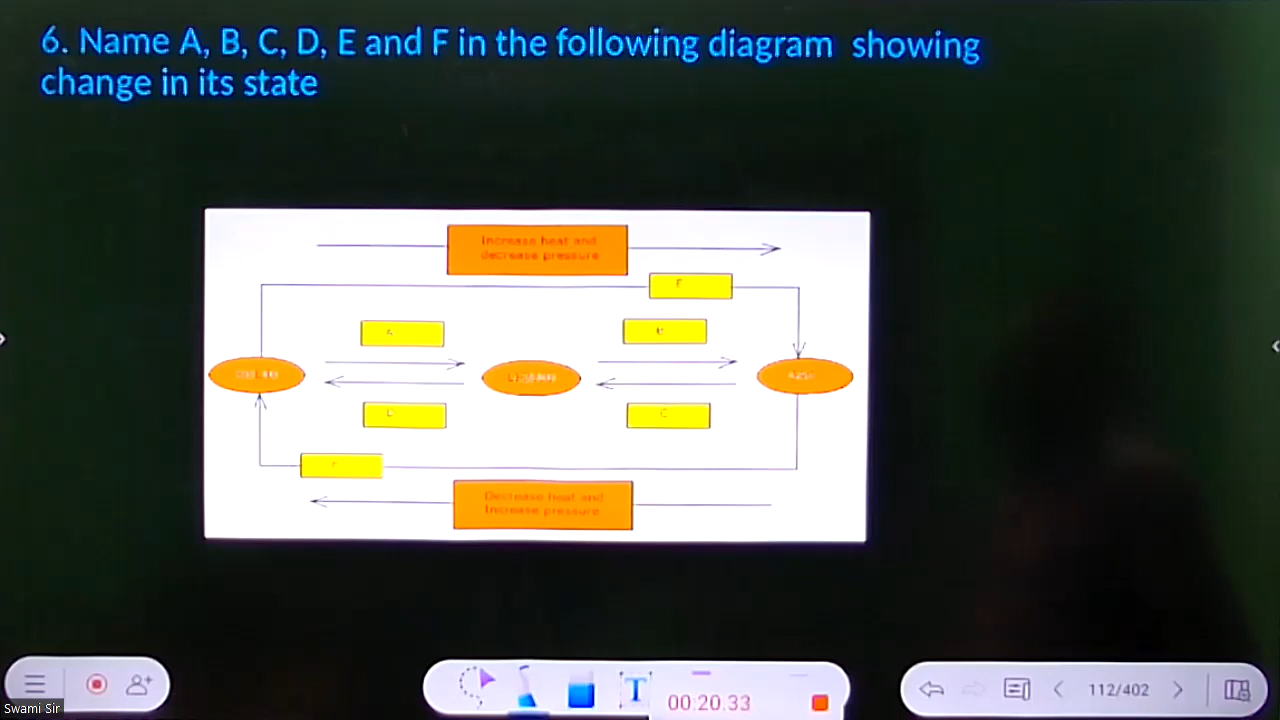 6. Name A, B, C, D, E and F in the following diagram showing
change in its state
Increase heat and
decrease pressure
E
A
B
D
C
F
Decrease heat and
Increase pressure
00:20.33
112/402
Swami Sir